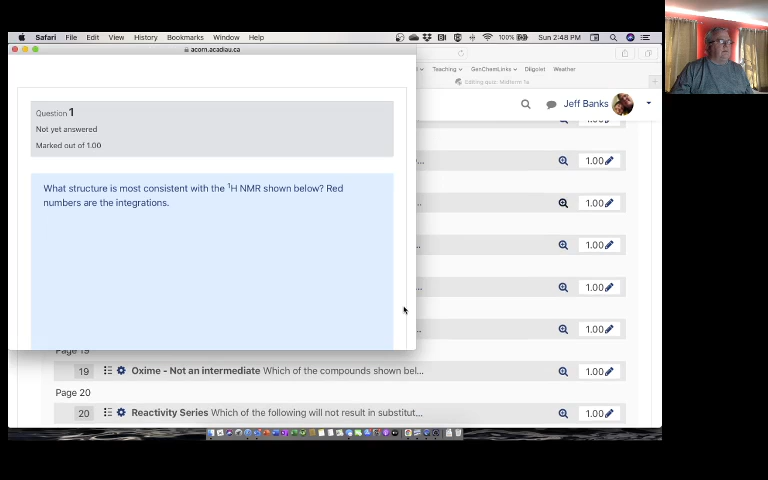 Safari File Edit View History Bookmarks Window Help 100% Sun 2:48 PM
acorn.acadiau.ca
Teaching GenChemLinks Diigolet Weather
Editing quiz: Midterm 1a
Question 1
Not yet answered
Marked out of 1.00
Jeff Banks
What structure is most consistent with the ¹H NMR shown below? Red
numbers are the integrations.
... 1.00
1.00
1.00
1.00
1.00
Page 19
19 Oxime - Not an intermediate Which of the compounds shown bel... 1.00
Page 20
20 Reactivity Series Which of the following will not result in substitut... 1.00